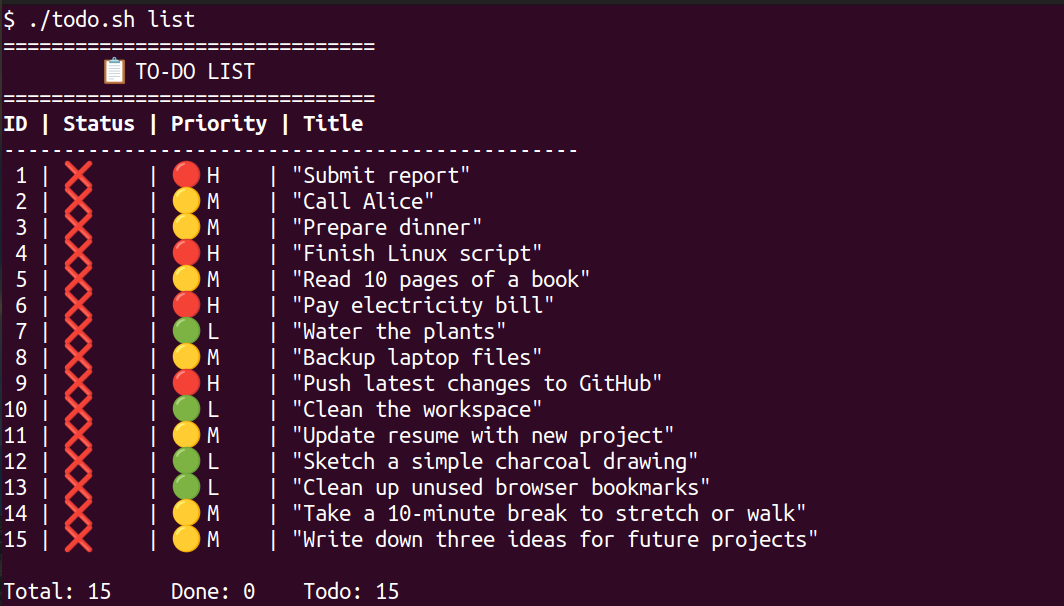 $ ./todo.sh list
===============================
📋 TO-DO LIST
===============================
ID | Status | Priority | Title
------------------------------------------------
1 | ❌ | 🔴 H | "Submit report"
2 | ❌ | 🟡 M | "Call Alice"
3 | ❌ | 🟡 M | "Prepare dinner"
4 | ❌ | 🔴 H | "Finish Linux script"
5 | ❌ | 🟡 M | "Read 10 pages of a book"
6 | ❌ | 🔴 H | "Pay electricity bill"
7 | ❌ | 🟢 L | "Water the plants"
8 | ❌ | 🟡 M | "Backup laptop files"
9 | ❌ | 🔴 H | "Push latest changes to GitHub"
10 | ❌ | 🟢 L | "Clean the workspace"
11 | ❌ | 🟡 M | "Update resume with new project"
12 | ❌ | 🟢 L | "Sketch a simple charcoal drawing"
13 | ❌ | 🟢 L | "Clean up unused browser bookmarks"
14 | ❌ | 🟡 M | "Take a 10-minute break to stretch or walk"
15 | ❌ | 🟡 M | "Write down three ideas for future projects"
Total: 15 Done: 0 Todo: 15